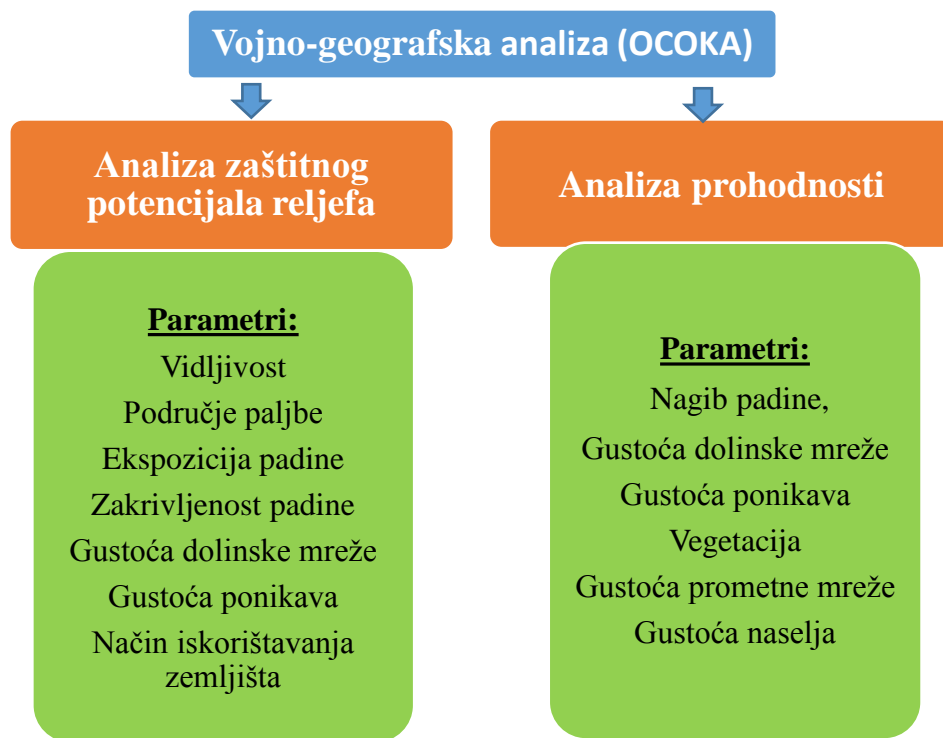 Vojno-geografska analiza (OCOKA)
Analiza zaštitnog
potencijala reljefa
Parametri:
Vidljivost
Područje paljbe
Ekspozicija padine
Zakrivljenost padine
Gustoća dolinske mreže
Gustoća ponikava
Način iskorištavanja
zemljišta
Analiza prohodnosti
Parametri:
Nagib padine,
Gustoća dolinske mreže
Gustoća ponikava
Vegetacija
Gustoća prometne mreže
Gustoća naselja